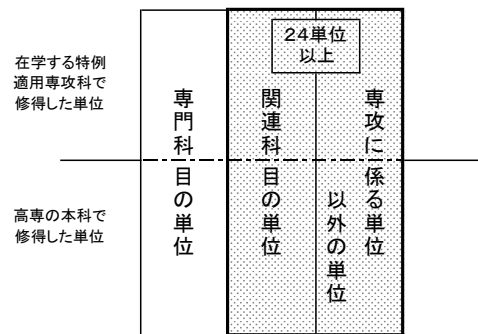 在学する特例
適用専攻科で
修得した単位
高専の本科で
修得した単位
24単位
以上
専門科目の単位
関連科目の単位
専攻に係る単位
以外の単位